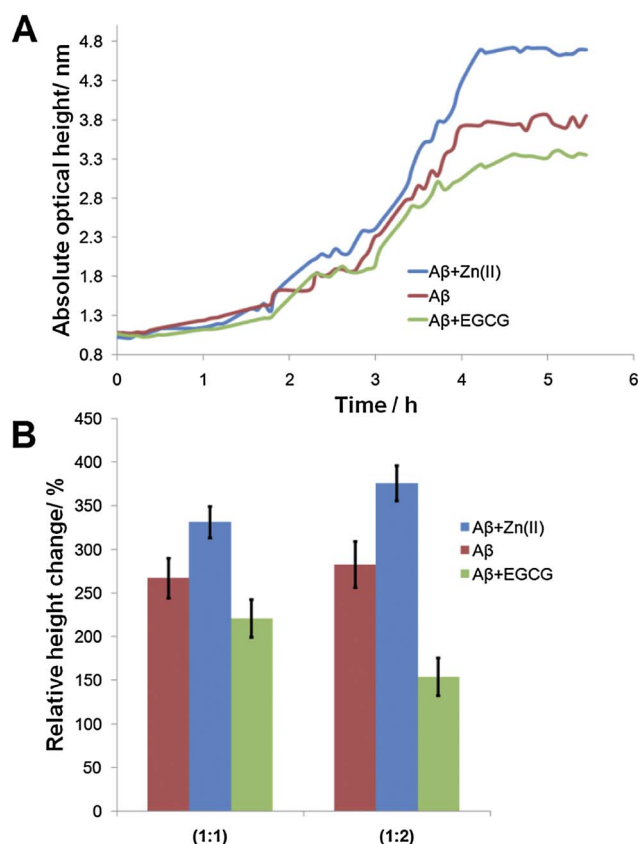 A
Absolute optical height/ nm
4.8
4.3
3.8
3.3
2.8
2.3
1.8
1.3
0.8
0 1 2 3 4 5 6
Time / h
Aβ+Zn(II)
Aβ
Aβ+EGCG
B
Relative height change/ %
450
400
350
300
250
200
150
100
50
0
(1:1) (1:2)
Aβ+Zn(II)
Aβ
Aβ+EGCG